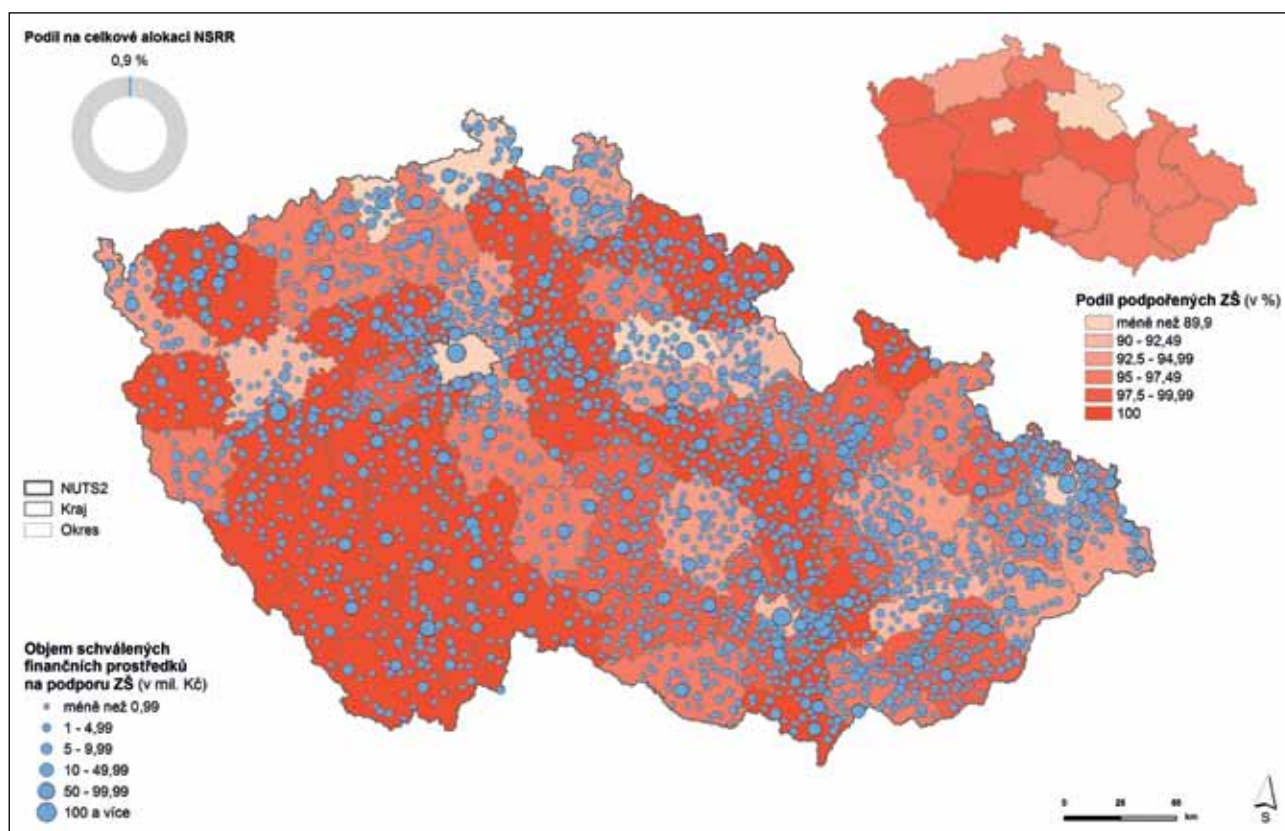 Podíl na celkové alokaci NSRR
0,9 %
Podíl podpořených ZŠ (v %)
méně než 89,9
90 - 92,49
92,5 - 94,99
95 - 97,49
97,5 - 99,99
100
NUTS2
Kraj
Okres
Objem schválených
finančních prostředků
na podporu ZŠ (v mil. Kč)
méně než 0,99
1 - 4,99
5 - 9,99
10 - 49,99
50 - 99,99
100 a více
0
km
S